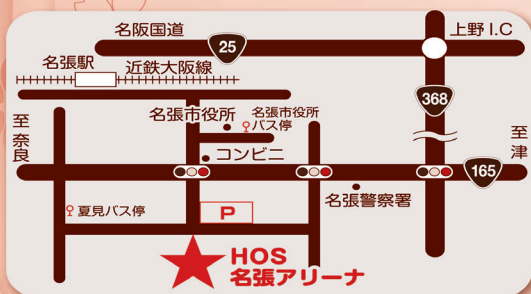 名阪国道
25
上野I.C
名張駅
近鉄大阪線
368
名張市役所
名張市役所
バス停
至奈良
至津
コンビニ
165
名張警察署
夏見バス停
P
HOS
名張アリーナ